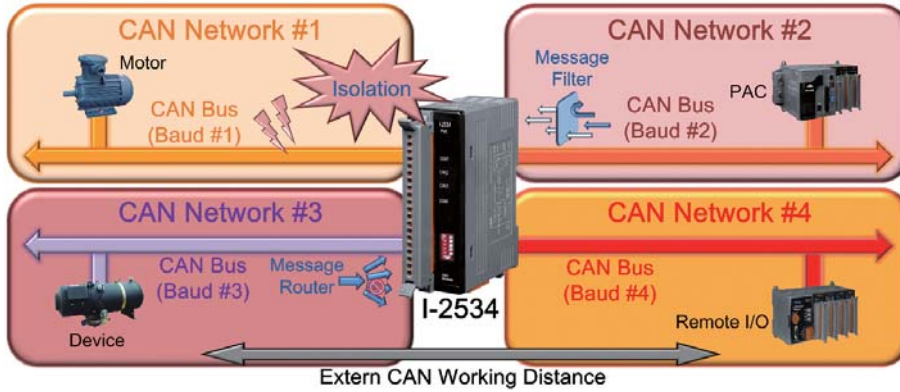 CAN Network #1
Motor
Isolation
CAN Bus
(Baud #1)
CAN Network #2
Message
Filter
PAC
CAN Bus
(Baud #2)
CAN Network #3
CAN Bus
(Baud #3)
Message
Router
Device
I-2534
CAN Network #4
CAN Bus
(Baud #4)
Remote I/O
Extern CAN Working Distance